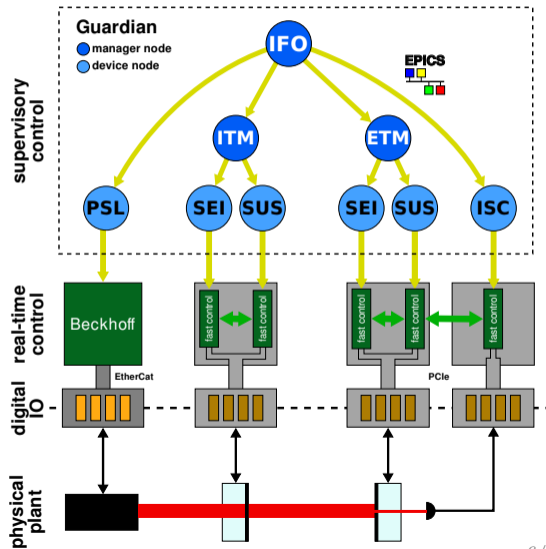 Guardian
manager node
device node
EPICS
IFO
ITM
ETM
PSL
SEI
SUS
SEI
SUS
ISC
supervisory
control
Beckhoff
fast control
fast control
fast control
fast control
fast control
real-time
control
EtherCat
PCIe
digital
IO
physical
plant